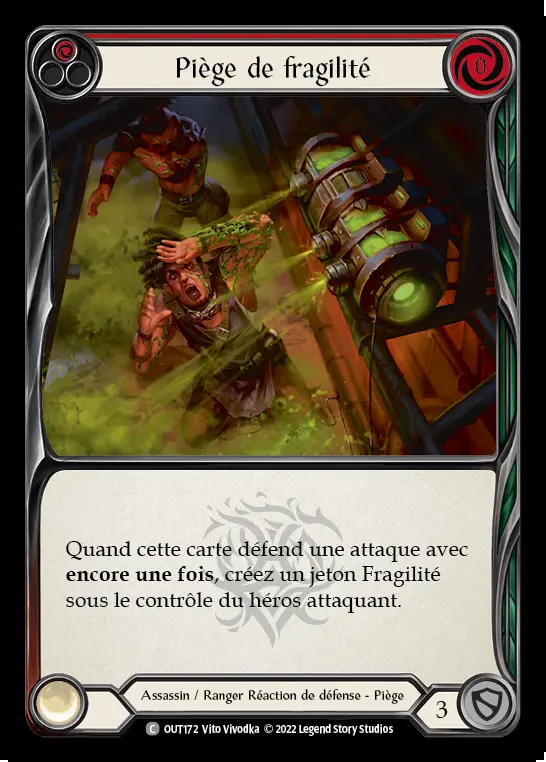 Piège de fragilité
0
Quand cette carte défend une attaque avec
encore une fois, créez un jeton Fragilité
sous le contrôle du héros attaquant.
Assassin / Ranger Réaction de défense - Piège
3
C OUT172 Vito Vivodka © 2022 Legend Story Studios